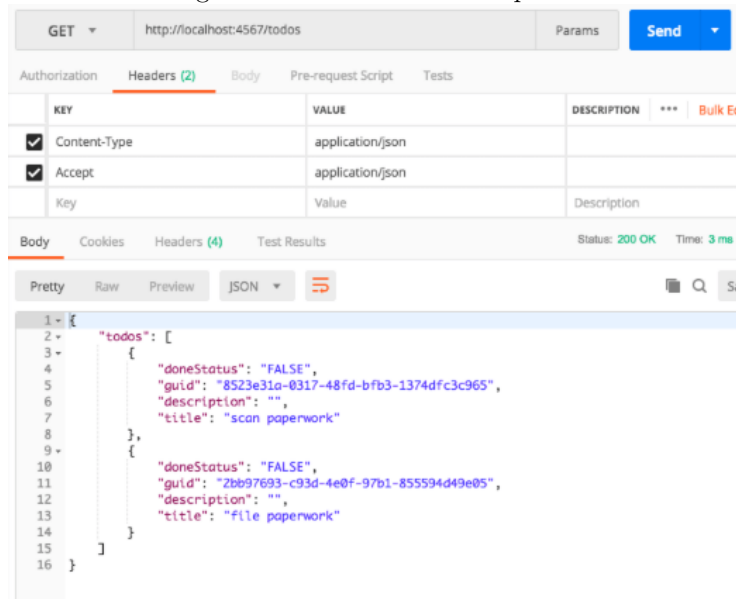 GET http://localhost:4567/todos Params Send
Authorization Headers (2) Body Pre-request Script Tests
KEY VALUE DESCRIPTION ••• Bulk
Content-Type application/json
Accept application/json
Key Value Description
Body Cookies Headers (4) Test Results Status: 200 OK Time: 3 ms
Pretty Raw Preview JSON
1 {
2 "todos": [
3 {
4 "doneStatus": "FALSE",
5 "guid": "8523e31a-0317-48fd-bfb3-1374dfc3c965",
6 "description": "",
7 "title": "scan paperwork"
8 },
9 {
10 "doneStatus": "FALSE",
11 "guid": "2bb97693-c93d-4e0f-97b1-855594d49e05",
12 "description": "",
13 "title": "file paperwork"
14 }
15 ]
16 }